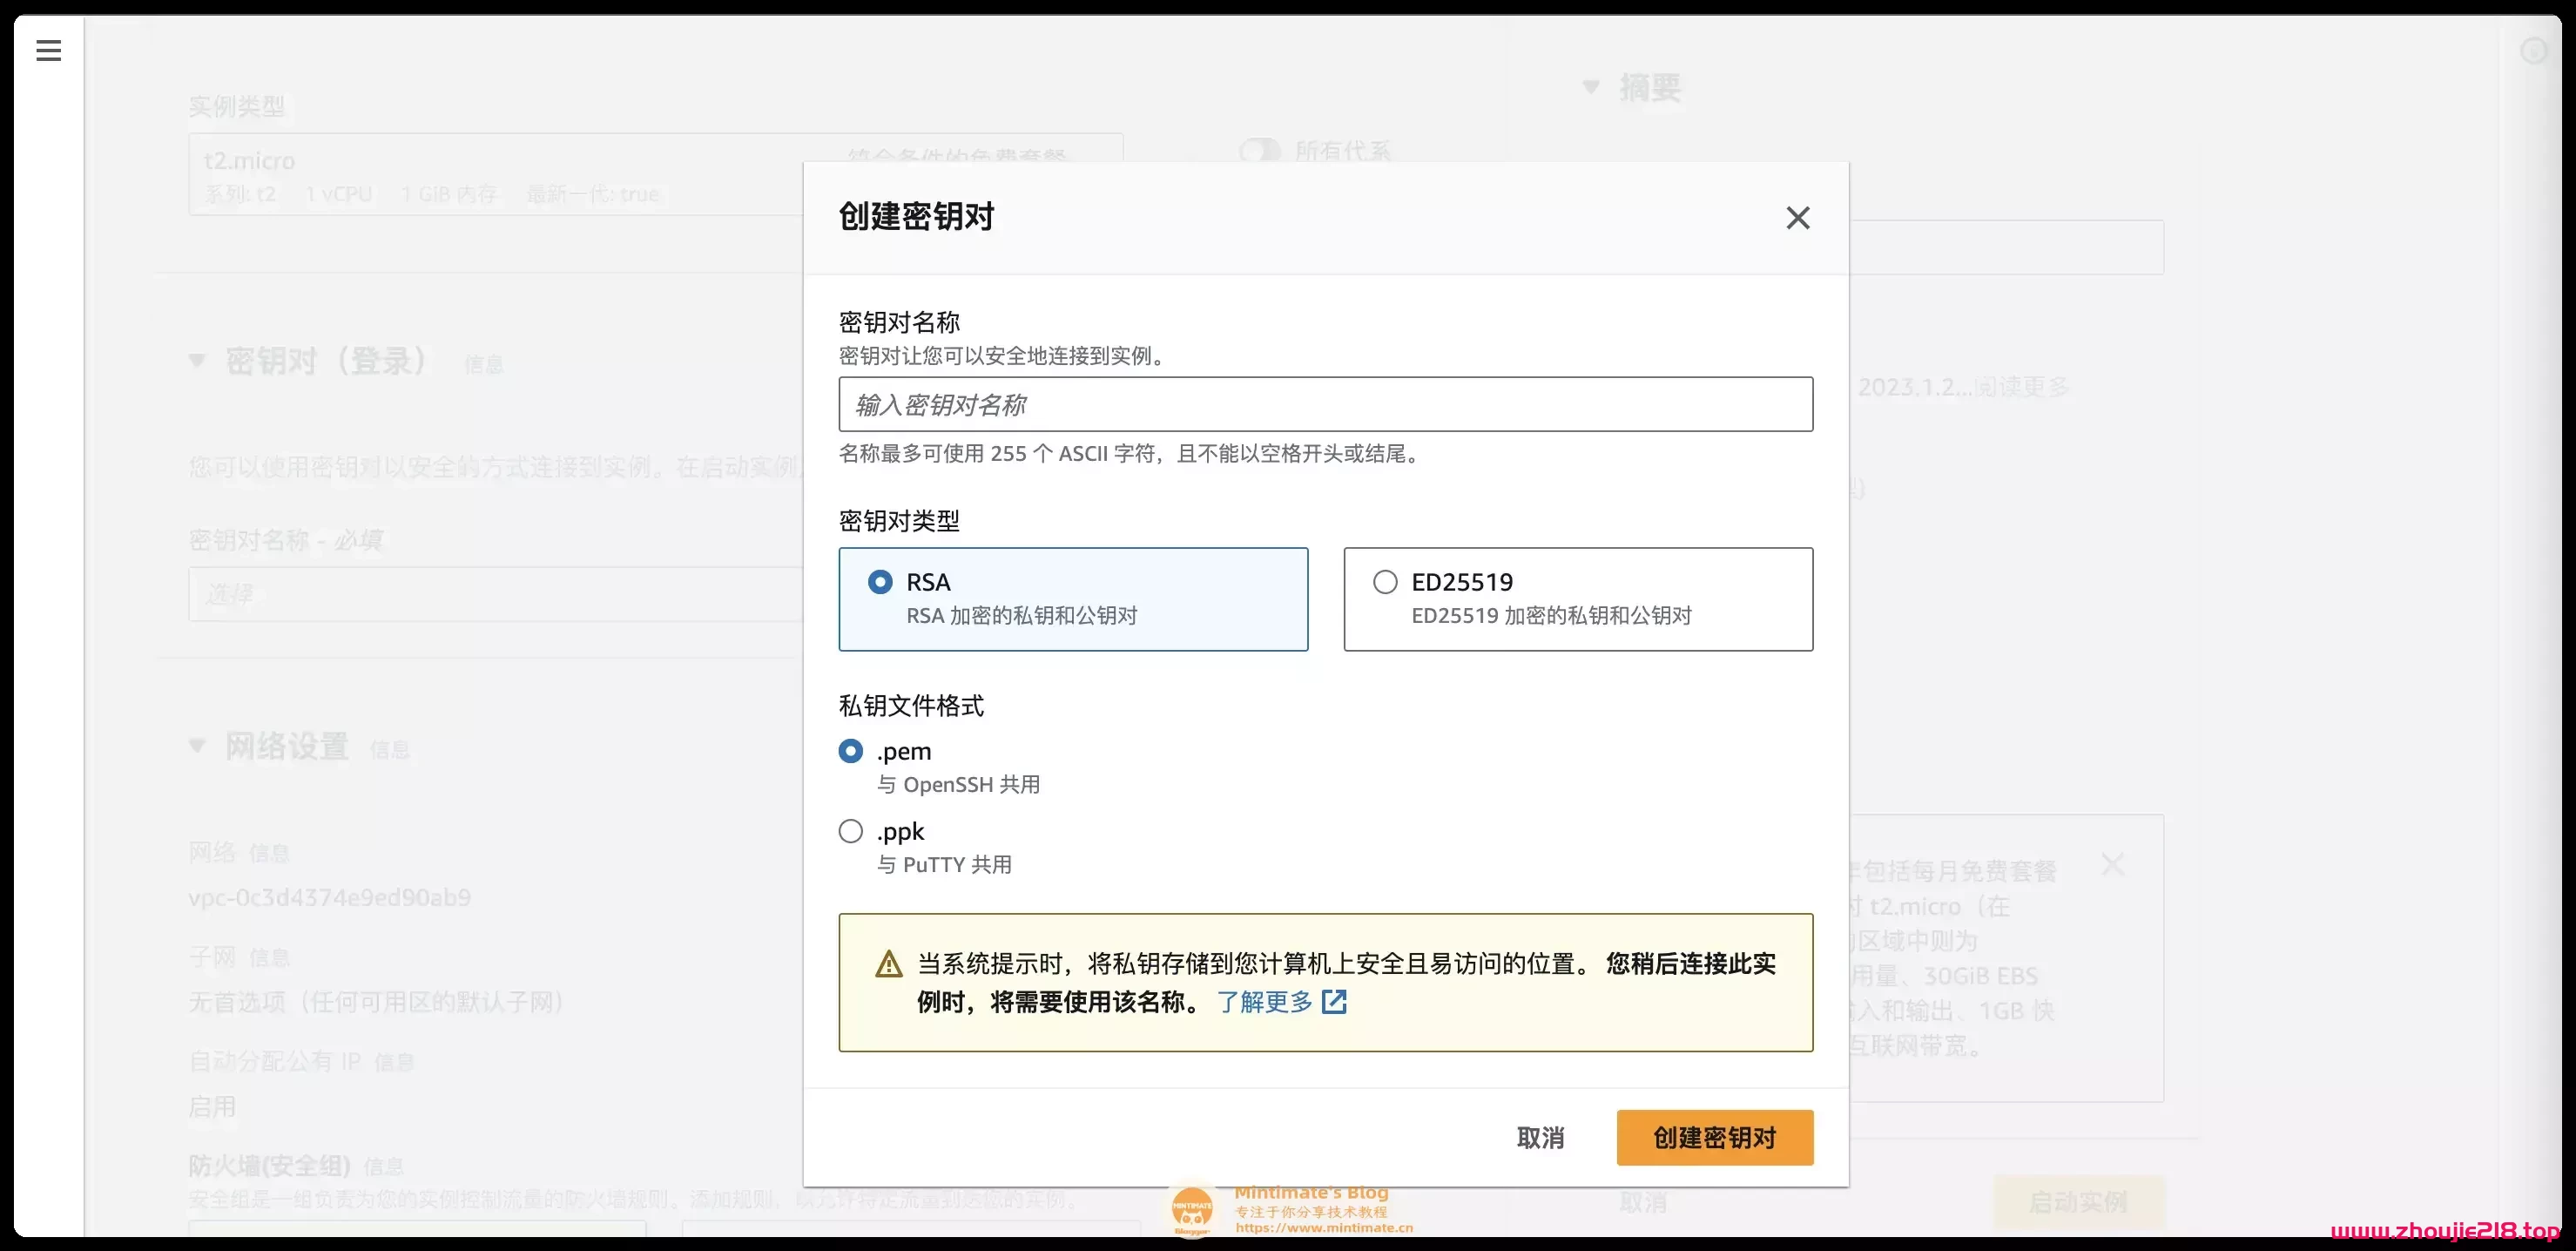 实例类型
t2.micro
符合条件的免费套餐
系列: t2 1 vCPU 1 GiB 内存 最新一代: true
所有代系
摘要
密钥对（登录） 信息
您可以使用密钥对以安全的方式连接到实例。在启动实例
密钥对名称 - 必填
选择
网络设置 信息
网络 信息
vpc-0c3d4374e9ed90ab9
子网 信息
无首选项（任何可用区的默认子网）
自动分配公有 IP 信息
启用
防火墙(安全组) 信息
安全组是一组负责为您的实例控制流量的防火墙规则。添加规则，以允许特定流量到达您的实例。
创建密钥对
密钥对名称
密钥对让您可以安全地连接到实例。
输入密钥对名称
名称最多可使用 255 个 ASCII 字符，且不能以空格开头或结尾。
密钥对类型
RSA
RSA 加密的私钥和公钥对
ED25519
ED25519 加密的私钥和公钥对
私钥文件格式
.pem
与 OpenSSH 共用
.ppk
与 PuTTY 共用
当系统提示时，将私钥存储到您计算机上安全且易访问的位置。 您稍后连接此实
例时，将需要使用该名称。 了解更多
取消
创建密钥对
2023.1.2...阅读更多
包括每月免费套餐
t2.micro（在
区域中则为
用量、30GiB EBS
入和输出、1GB 快
互联网带宽。
取消
启动实例
MINTIMATE
Mintimate's Blog
专注于你分享技术教程
https://www.mintimate.cn
www.zhoujie218.top